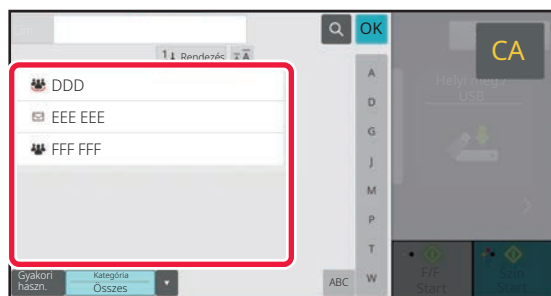 OK
CA
1 Rendezés
DDD
EEE EEE
FFF FFF
A
D
G
J
M
P
T
W
Helyi meg./
USB
Gyakori
haszn.
Kategória
Összes
ABC
F/F
Start
Szín
Start